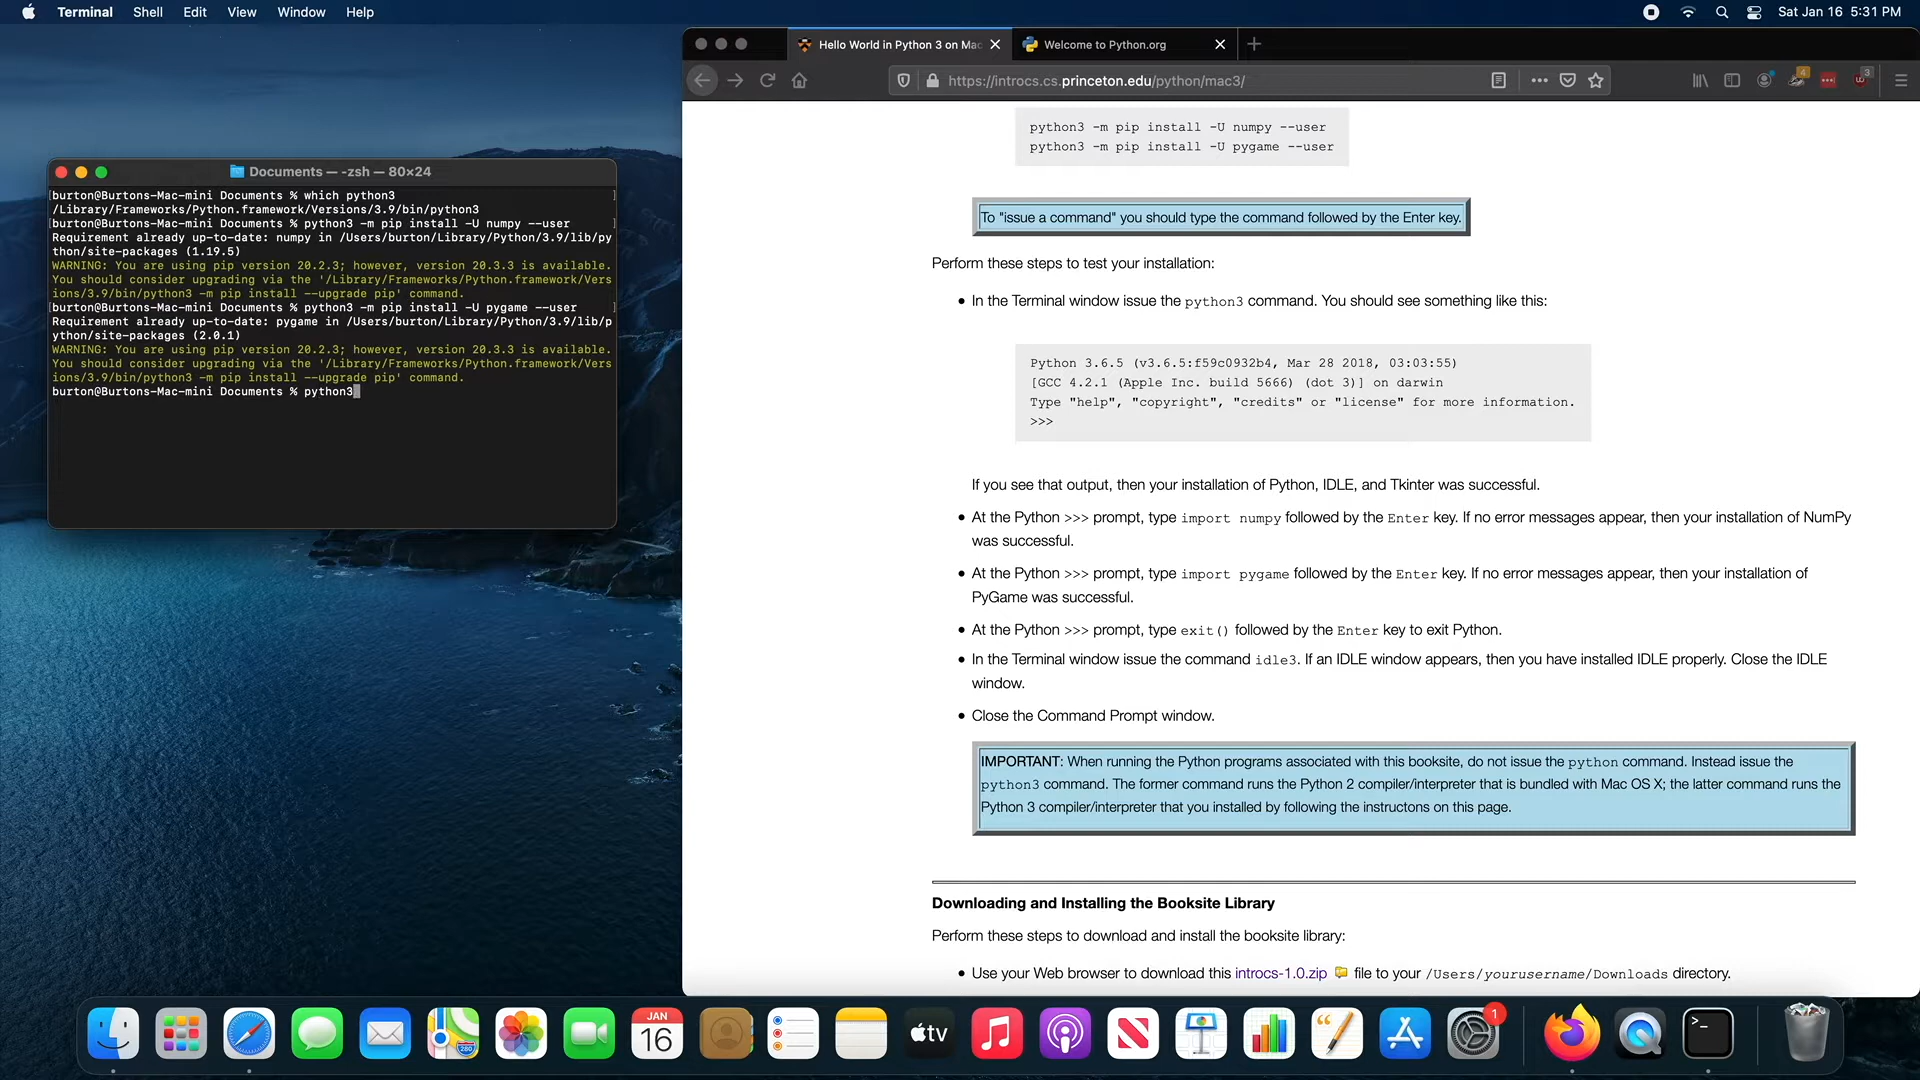 Terminal Shell Edit View Window Help
Sat Jan 16 5:31 PM
Documents — -zsh — 80×24
[burton@Burtons-Mac-mini Documents % which python3 ]
/Library/Frameworks/Python.framework/Versions/3.9/bin/python3
[burton@Burtons-Mac-mini Documents % python3 -m pip install -U numpy --user ]
Requirement already up-to-date: numpy in /Users/burton/Library/Python/3.9/lib/py
thon/site-packages (1.19.5)
WARNING: You are using pip version 20.2.3; however, version 20.3.3 is available.
You should consider upgrading via the '/Library/Frameworks/Python.framework/Vers
ions/3.9/bin/python3 -m pip install --upgrade pip' command.
[burton@Burtons-Mac-mini Documents % python3 -m pip install -U pygame --user ]
Requirement already up-to-date: pygame in /Users/burton/Library/Python/3.9/lib/p
ython/site-packages (2.0.1)
WARNING: You are using pip version 20.2.3; however, version 20.3.3 is available.
You should consider upgrading via the '/Library/Frameworks/Python.framework/Vers
ions/3.9/bin/python3 -m pip install --upgrade pip' command.
burton@Burtons-Mac-mini Documents % python3
Hello World in Python 3 on Mac
Welcome to Python.org
https://introcs.cs.princeton.edu/python/mac3/
4
3
python3 -m pip install -U numpy --user
python3 -m pip install -U pygame --user
To "issue a command" you should type the command followed by the Enter key.
Perform these steps to test your installation:
• In the Terminal window issue the python3 command. You should see something like this:
Python 3.6.5 (v3.6.5:f59c0932b4, Mar 28 2018, 03:03:55)
[GCC 4.2.1 (Apple Inc. build 5666) (dot 3)] on darwin
Type "help", "copyright", "credits" or "license" for more information.
>>>
If you see that output, then your installation of Python, IDLE, and Tkinter was successful.
• At the Python >>> prompt, type import numpy followed by the Enter key. If no error messages appear, then your installation of NumPy
was successful.
• At the Python >>> prompt, type import pygame followed by the Enter key. If no error messages appear, then your installation of
PyGame was successful.
• At the Python >>> prompt, type exit() followed by the Enter key to exit Python.
• In the Terminal window issue the command idle3. If an IDLE window appears, then you have installed IDLE properly. Close the IDLE
window.
• Close the Command Prompt window.
IMPORTANT: When running the Python programs associated with this booksite, do not issue the python command. Instead issue the
python3 command. The former command runs the Python 2 compiler/interpreter that is bundled with Mac OS X; the latter command runs the
Python 3 compiler/interpreter that you installed by following the instructons on this page.
Downloading and Installing the Booksite Library
Perform these steps to download and install the booksite library:
• Use your Web browser to download this introcs-1.0.zip file to your /Users/yourusername/Downloads directory.
280
JAN
16
tv
1
>_